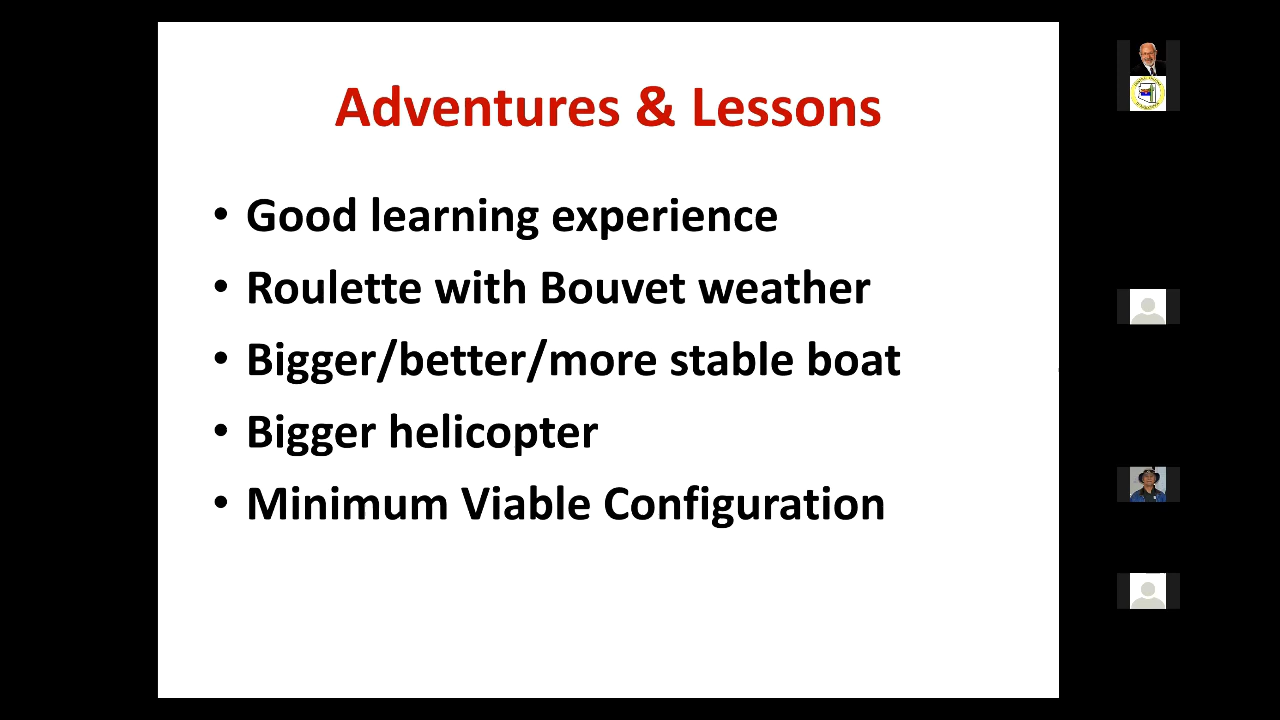 Adventures & Lessons
• Good learning experience
• Roulette with Bouvet weather
• Bigger/better/more stable boat
• Bigger helicopter
• Minimum Viable Configuration